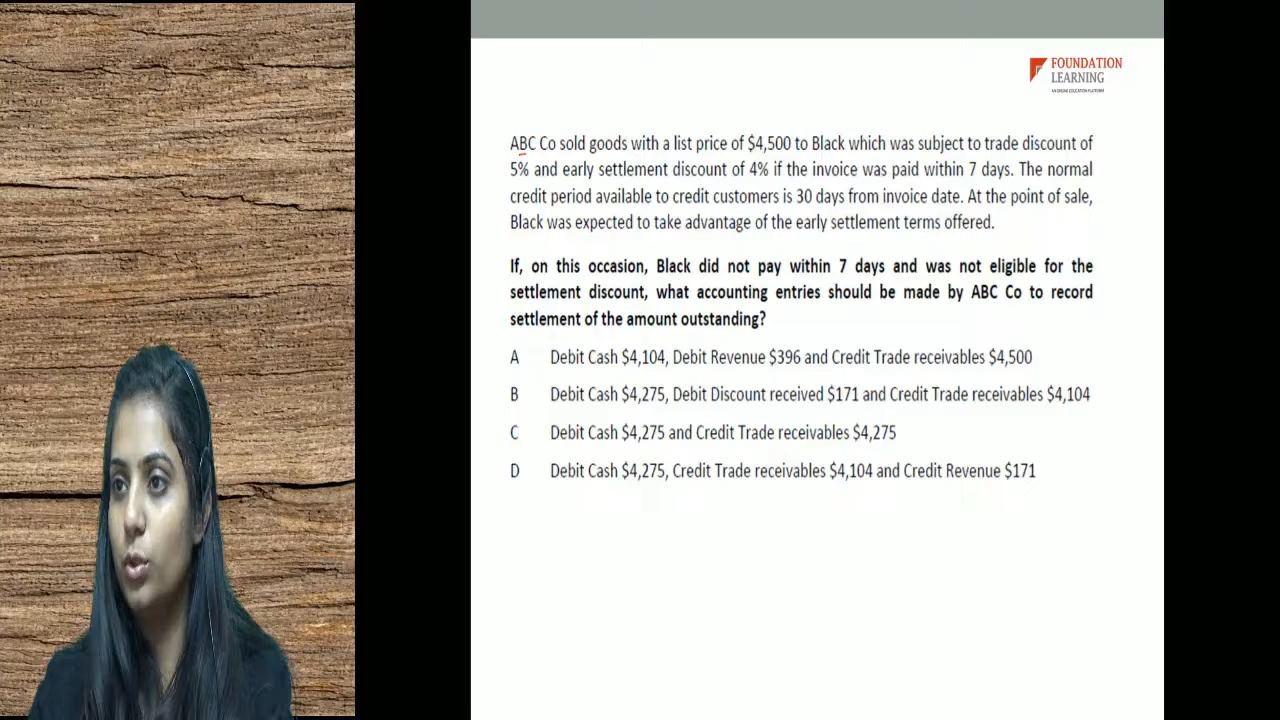 FOUNDATION
LEARNING
AN ONLINE EDUCATION PLATFORM
ABC Co sold goods with a list price of $4,500 to Black which was subject to trade discount of
5% and early settlement discount of 4% if the invoice was paid within 7 days. The normal
credit period available to credit customers is 30 days from invoice date. At the point of sale,
Black was expected to take advantage of the early settlement terms offered.
If, on this occasion, Black did not pay within 7 days and was not eligible for the
settlement discount, what accounting entries should be made by ABC Co to record
settlement of the amount outstanding?
A Debit Cash $4,104, Debit Revenue $396 and Credit Trade receivables $4,500
B Debit Cash $4,275, Debit Discount received $171 and Credit Trade receivables $4,104
C Debit Cash $4,275 and Credit Trade receivables $4,275
D Debit Cash $4,275, Credit Trade receivables $4,104 and Credit Revenue $171